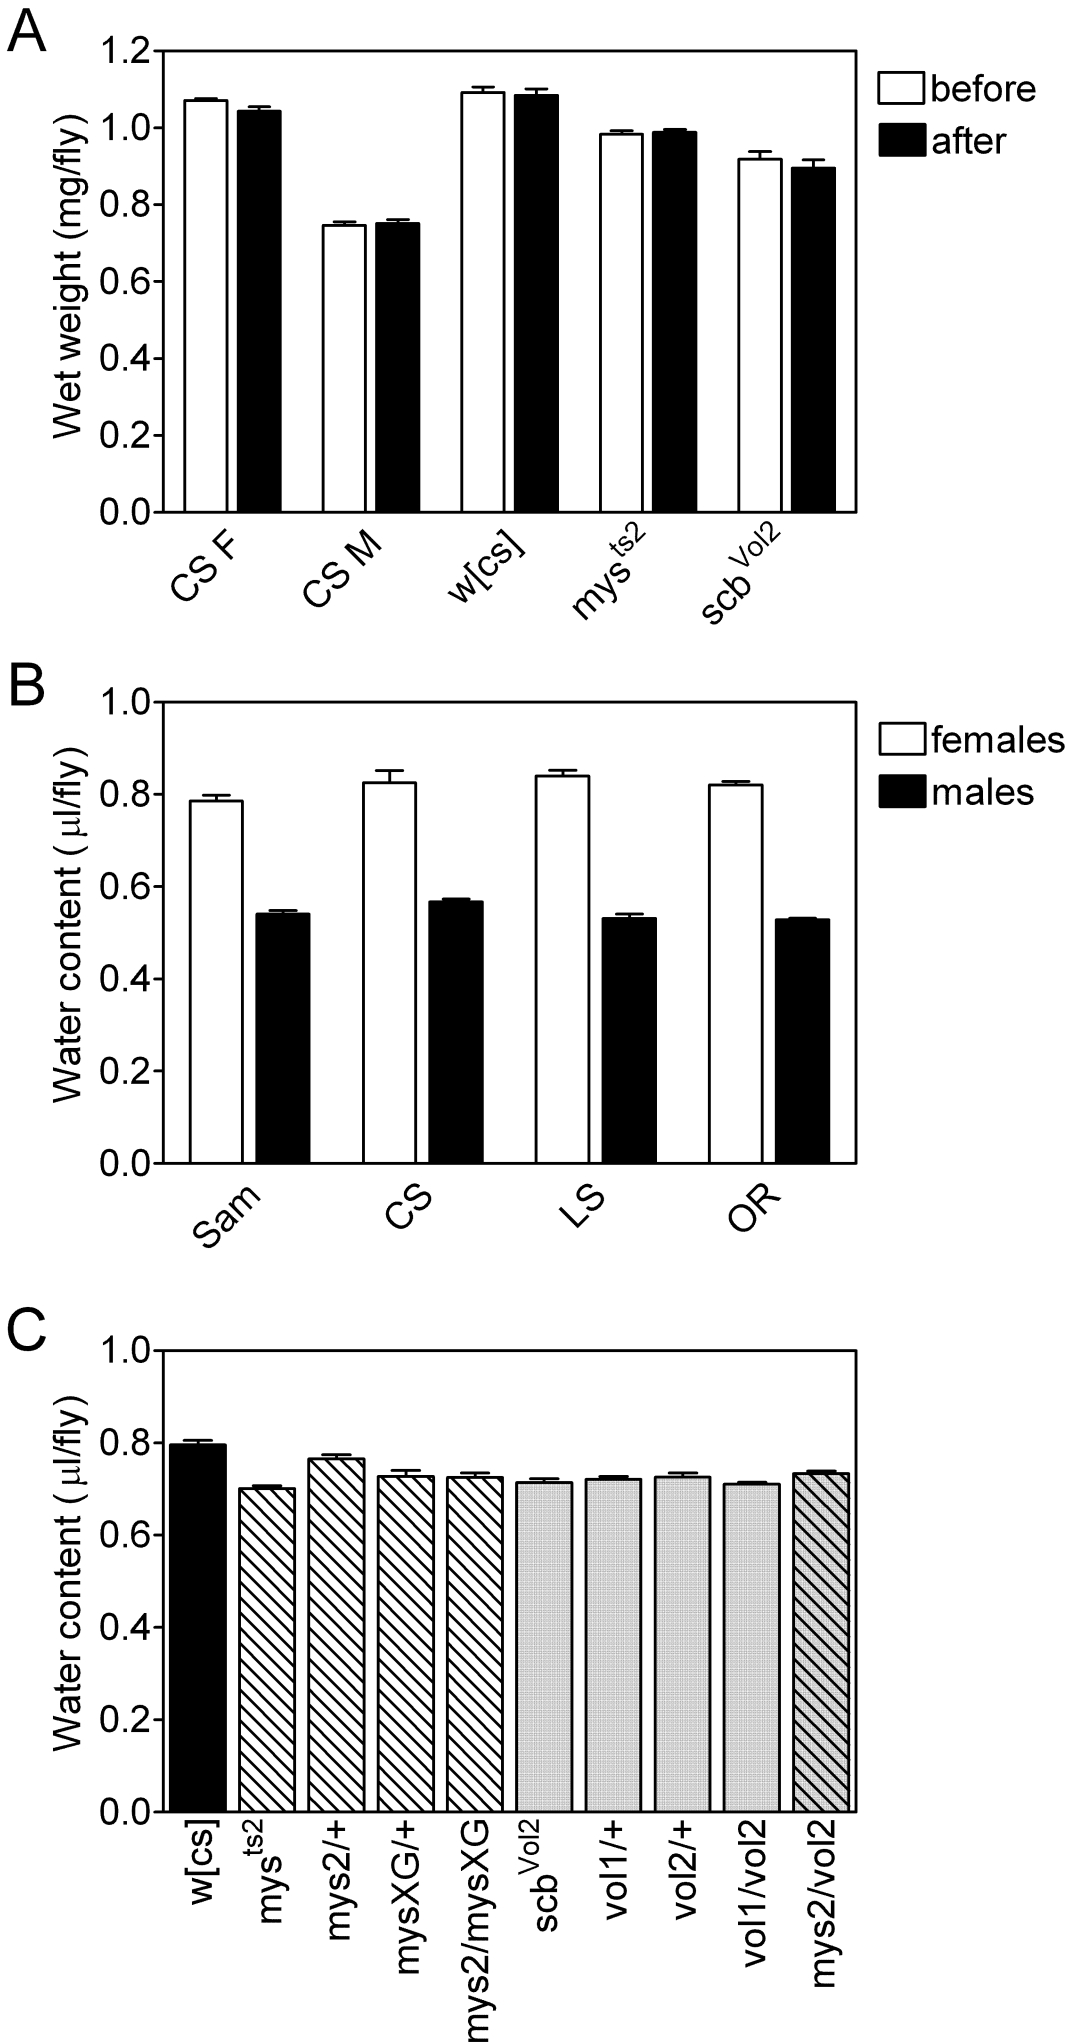 A
1.2
1.0
0.8
0.6
0.4
0.2
0.0
Wet weight (mg/fly)
before
after
CS F
CS M
w[cs]
mys ts2
scb Vol2
B
1.0
0.8
0.6
0.4
0.2
0.0
Water content (μl/fly)
females
males
Sam
CS
LS
OR
C
1.0
0.8
0.6
0.4
0.2
0.0
Water content (μl/fly)
w[cs]
mys ts2
mys2/+
mysXG/+
mys2/mysXG
scb Vol2
vol1/+
vol2/+
vol1/vol2
mys2/vol2